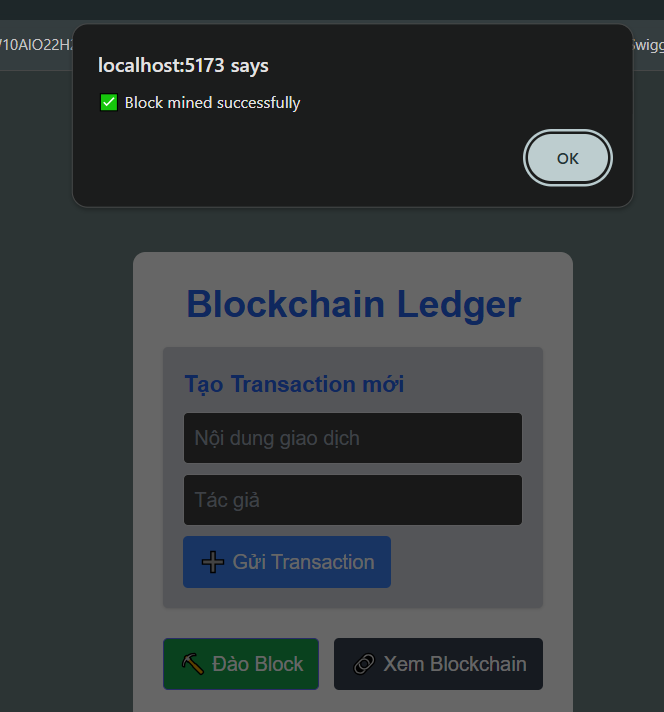 localhost:5173 says
✅ Block mined successfully
OK
Blockchain Ledger
Tạo Transaction mới
Nội dung giao dịch
Tác giả
➕ Gửi Transaction
⛏️ Đào Block
🔗 Xem Blockchain